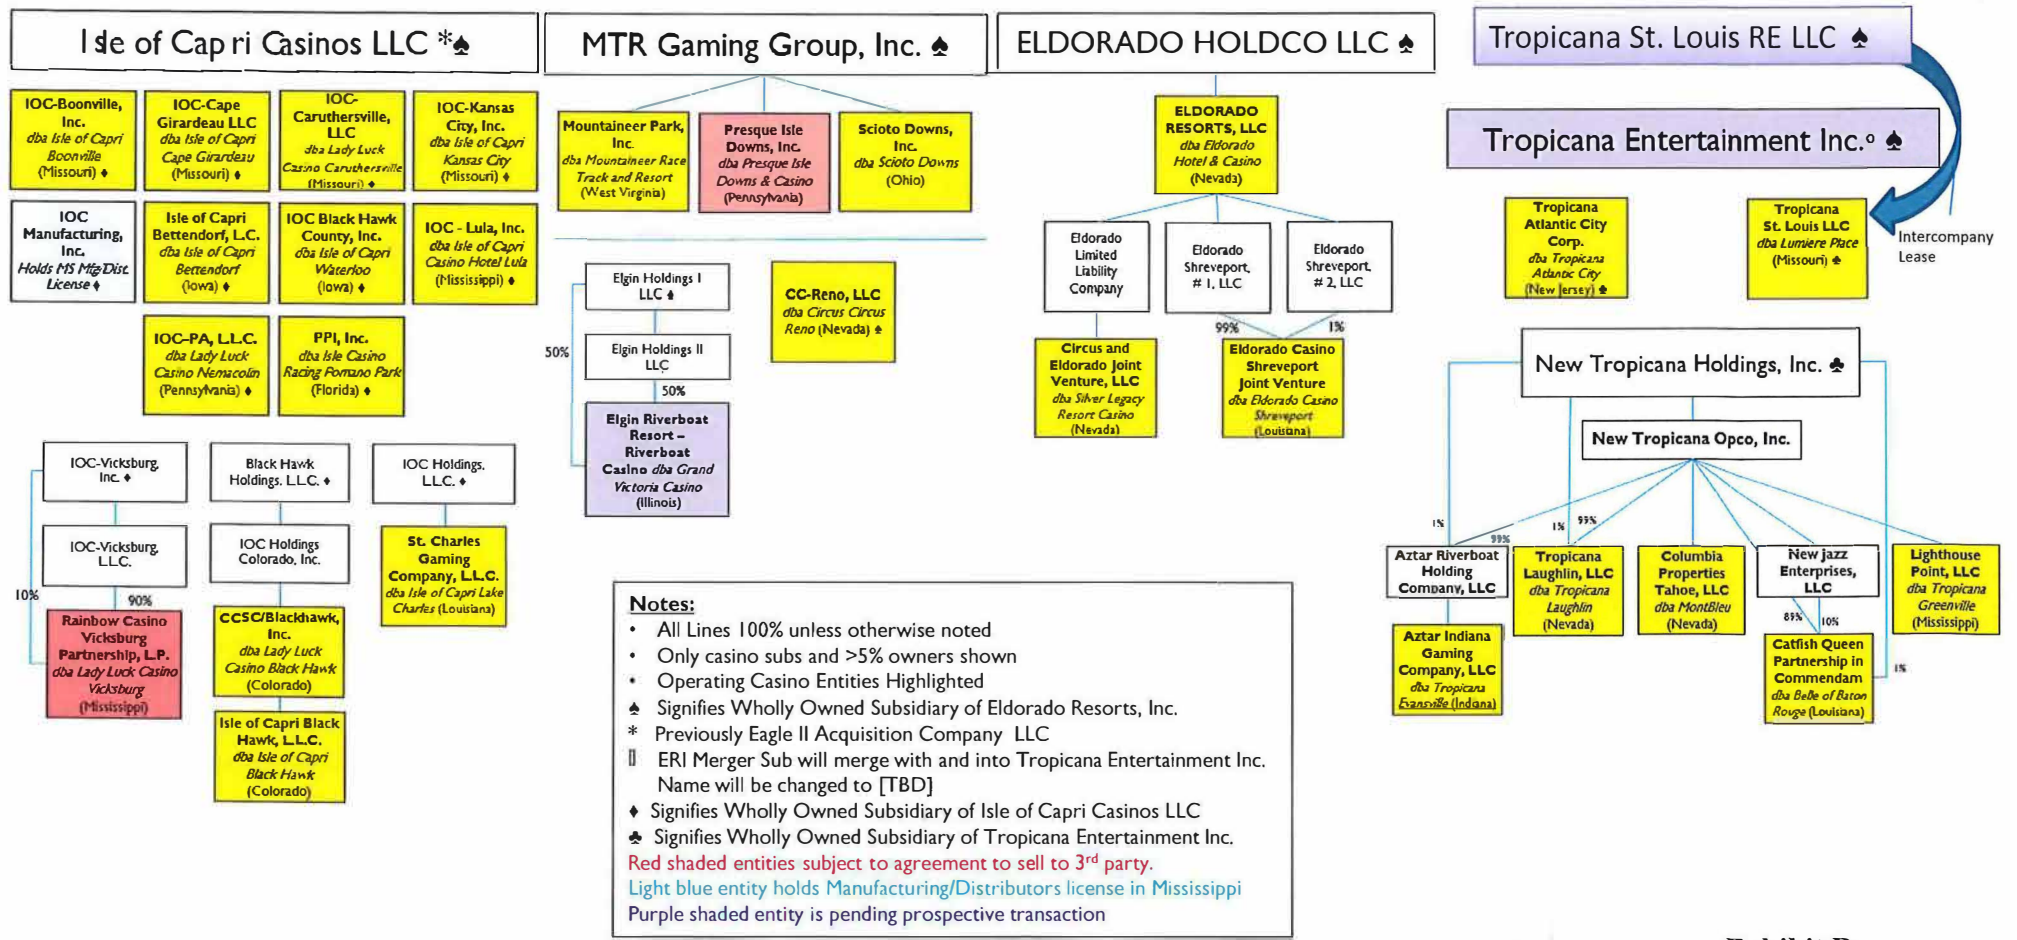 Isle of Capri Casinos LLC *♠
MTR Gaming Group, Inc. ♠
ELDORADO HOLDCO LLC ♠
Tropicana St. Louis RE LLC ♠
IOC-Boonville,
Inc.
dba Isle of Capri
Boonville
(Missouri) ♦
IOC-Cape
Girardeau LLC
dba Isle of Capri
Cape Girardeau
(Missouri) ♦
IOC-
Caruthersville,
LLC
dba Lady Luck
Casino Caruthersville
(Missouri) ♦
IOC-Kansas
City, Inc.
dba Isle of Capri
Kansas City
(Missouri) ♦
IOC
Manufacturing,
Inc.
Holds MS Mfg/Dist.
License ♦
Isle of Capri
Bettendorf, L.C.
dba Isle of Capri
Bettendorf
(Iowa) ♦
IOC Black Hawk
County, Inc.
dba Isle of Capri
Waterloo
(Iowa) ♦
IOC - Lula, Inc.
dba Isle of Capri
Casino Hotel Lula
(Mississippi) ♦
IOC-PA, L.L.C.
dba Lady Luck
Casino Nemacolin
(Pennsylvania) ♦
PPI, Inc.
dba Isle Casino
Racing Pomano Park
(Florida) ♦
IOC-Vicksburg,
Inc. ♦
IOC-Vicksburg,
L.L.C.
10%
90%
Rainbow Casino
Vicksburg
Partnership, L.P.
dba Lady Luck Casino
Vicksburg
(Mississippi)
Black Hawk
Holdings, L.L.C. ♦
IOC Holdings
Colorado, Inc.
CCSC/Blackhawk,
Inc.
dba Lady Luck
Casino Black Hawk
(Colorado)
Isle of Capri Black
Hawk, L.L.C.
dba Isle of Capri
Black Hawk
(Colorado)
IOC Holdings,
L.L.C. ♦
St. Charles
Gaming
Company, L.L.C.
dba Isle of Capri Lake
Charles (Louisiana)
Mountaineer Park,
Inc.
dba Mountaineer Race
Track and Resort
(West Virginia)
Presque Isle
Downs, Inc.
dba Presque Isle
Downs & Casino
(Pennsylvania)
Scioto Downs,
Inc.
dba Scioto Downs
(Ohio)
Elgin Holdings I
LLC ♠
Elgin Holdings II
LLC
50%
50%
Elgin Riverboat
Resort –
Riverboat
Casino dba Grand
Victoria Casino
(Illinois)
CC-Reno, LLC
dba Circus Circus
Reno (Nevada) ♠
ELDORADO
RESORTS, LLC
dba Eldorado
Hotel & Casino
(Nevada)
Eldorado
Limited
Liability
Company
Eldorado
Shreveport
# 1, LLC
Eldorado
Shreveport
# 2, LLC
99%
1%
Circus and
Eldorado Joint
Venture, LLC
dba Silver Legacy
Resort Casino
(Nevada)
Eldorado Casino
Shreveport
Joint Venture
dba Eldorado Casino
Shreveport
(Louisiana)
Tropicana Entertainment Inc.º ♠
Tropicana
Atlantic City
Corp.
dba Tropicana
Atlantic City
(New Jersey) ♣
Tropicana
St. Louis LLC
dba Lumiere Place
(Missouri) ♣
Intercompany
Lease
New Tropicana Holdings, Inc. ♣
New Tropicana Opco, Inc.
1%
99%
1%
99%
Aztar Riverboat
Holding
Company, LLC
Tropicana
Laughlin, LLC
dba Tropicana
Laughlin
(Nevada)
Columbia
Properties
Tahoe, LLC
dba MontBleu
(Nevada)
New Jazz
Enterprises,
LLC
Lighthouse
Point, LLC
dba Tropicana
Greenville
(Mississippi)
89%
10%
1%
Aztar Indiana
Gaming
Company, LLC
dba Tropicana
Evansville (Indiana)
Catfish Queen
Partnership in
Commendam
dba Belle of Baton
Rouge (Louisiana)
Notes:
• All Lines 100% unless otherwise noted
• Only casino subs and >5% owners shown
• Operating Casino Entities Highlighted
♠ Signifies Wholly Owned Subsidiary of Eldorado Resorts, Inc.
* Previously Eagle II Acquisition Company LLC
ERI Merger Sub will merge with and into Tropicana Entertainment Inc.
Name will be changed to [TBD]
♦ Signifies Wholly Owned Subsidiary of Isle of Capri Casinos LLC
♣ Signifies Wholly Owned Subsidiary of Tropicana Entertainment Inc.
Red shaded entities subject to agreement to sell to 3rd party.
Light blue entity holds Manufacturing/Distributors license in Mississippi
Purple shaded entity is pending prospective transaction